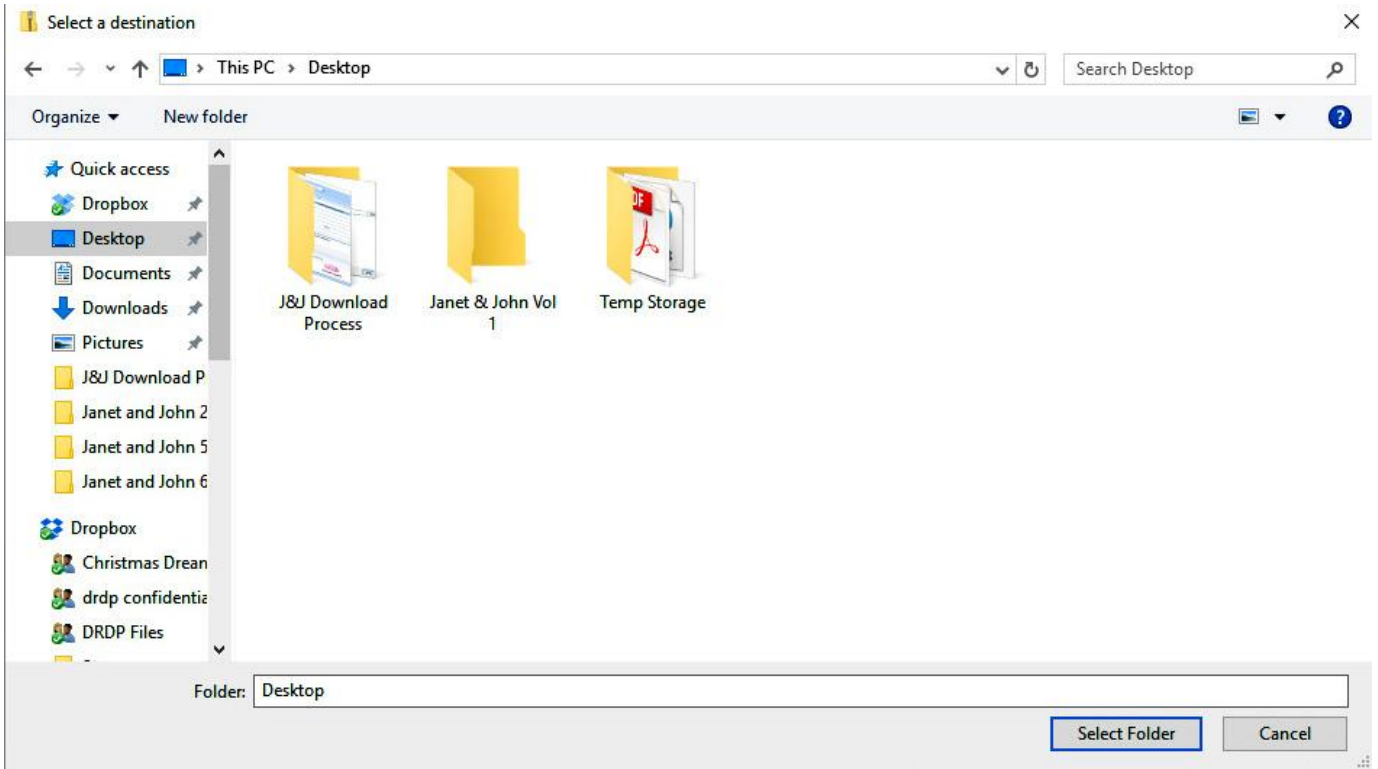 Select a destination
This PC > Desktop
Search Desktop
Organize
New folder
Quick access
Dropbox
Desktop
Documents
Downloads
Pictures
J&J Download P
Janet and John 2
Janet and John 5
Janet and John 6
Dropbox
Christmas Drean
drdp confidentia
DRDP Files
J&J Download
Process
Janet & John Vol
1
Temp Storage
Folder: Desktop
Select Folder
Cancel